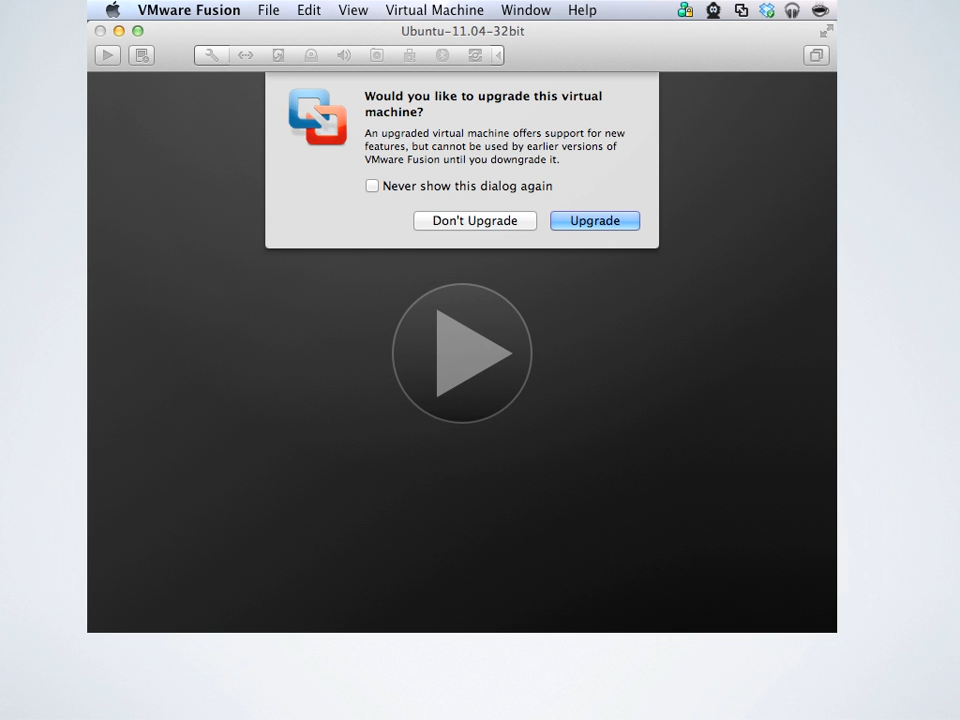 VMware Fusion File Edit View Virtual Machine Window Help
Ubuntu-11.04-32bit
Would you like to upgrade this virtual
machine?
An upgraded virtual machine offers support for new
features, but cannot be used by earlier versions of
VMware Fusion until you downgrade it.
Never show this dialog again
Don't Upgrade Upgrade